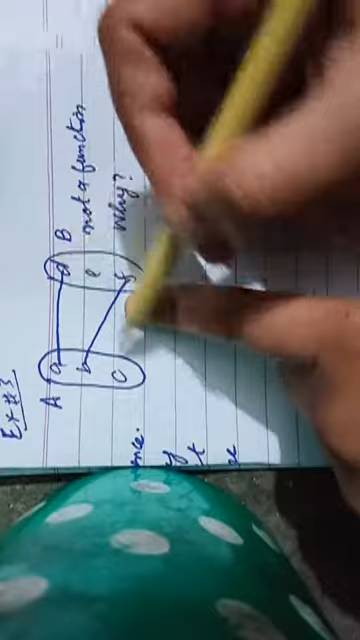 Ex #3
A B
a d
b e not a function
c f Why?
=